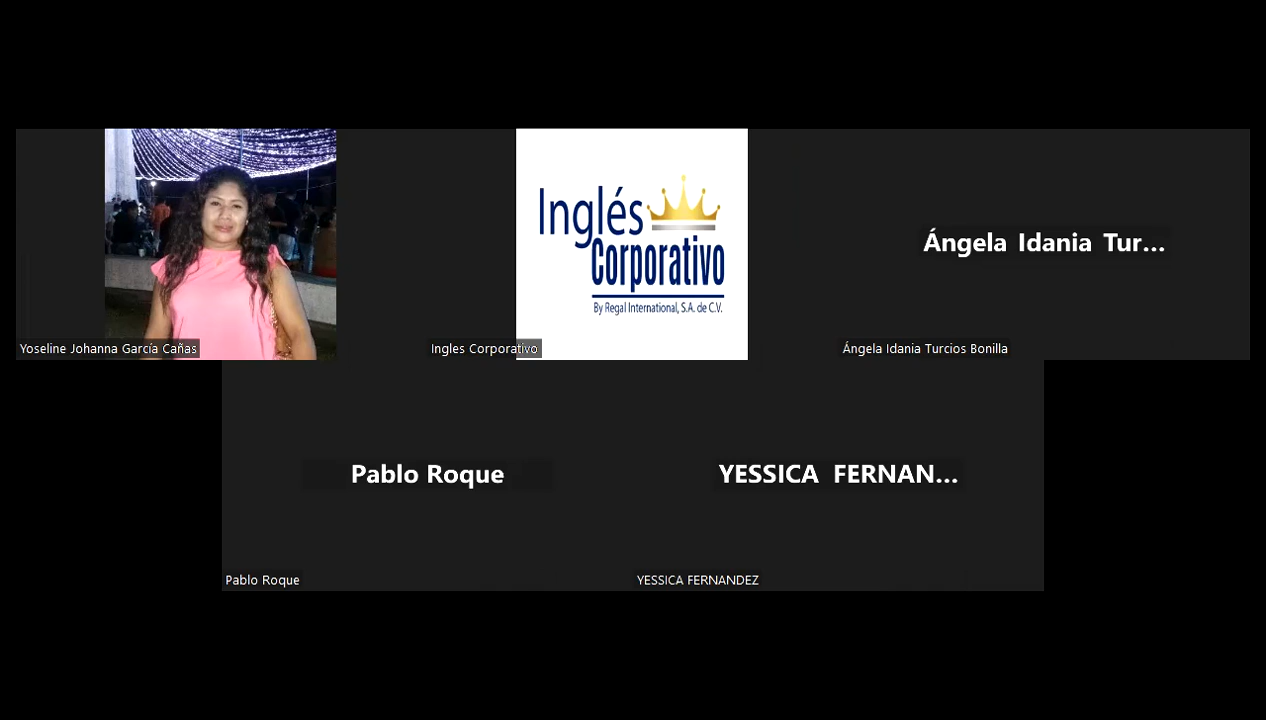 Inglés
Corporativo
By Regal International, S.A. de C.V.
Ángela Idania Tur...
Yoseline Johanna García Cañas
Ingles Corporativo
Ángela Idania Turcios Bonilla
Pablo Roque
YESSICA FERNAN...
Pablo Roque
YESSICA FERNANDEZ